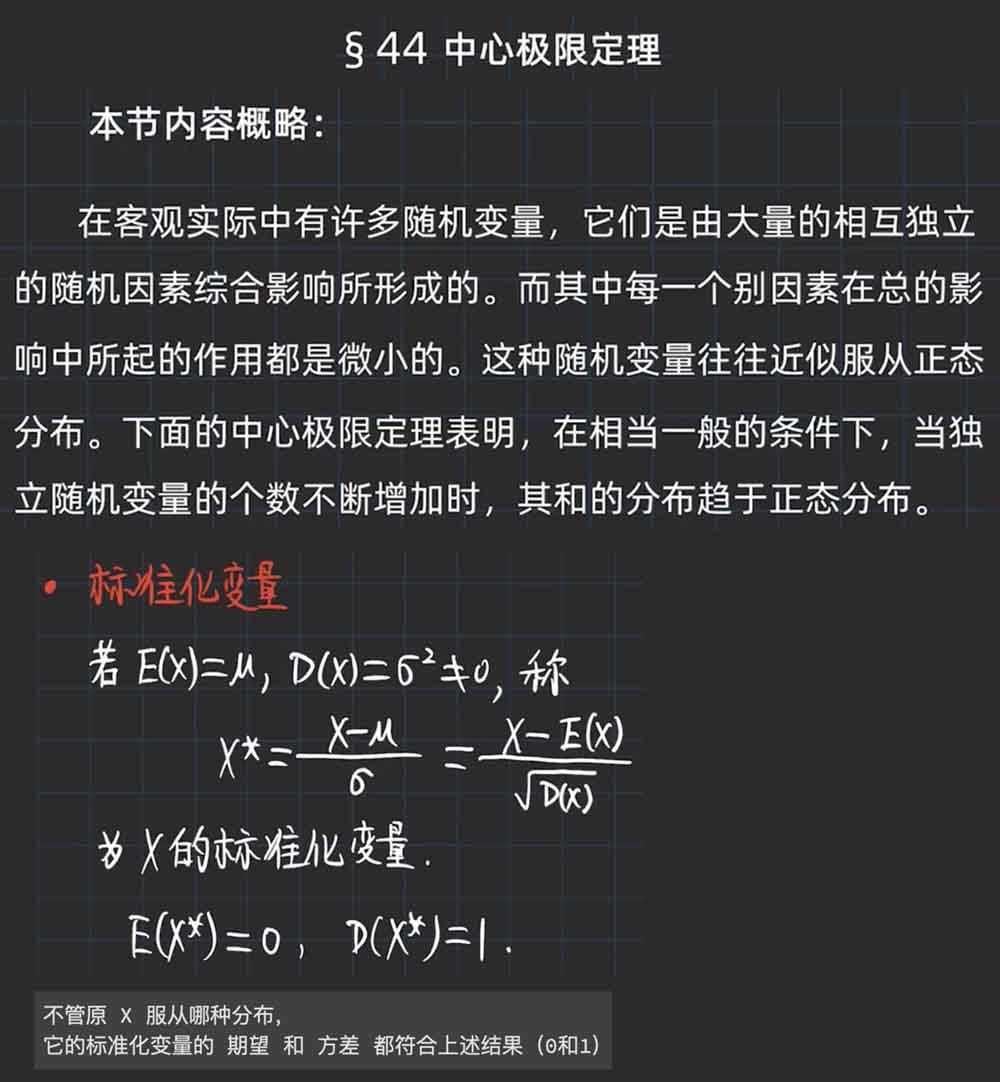 § 44 中心极限定理
本节内容概略：
在客观实际中有许多随机变量，它们是由大量的相互独立
的随机因素综合影响所形成的。而其中每一个别因素在总的影
响中所起的作用都是微小的。这种随机变量往往近似服从正态
分布。下面的中心极限定理表明，在相当一般的条件下，当独
立随机变量的个数不断增加时，其和的分布趋于正态分布。
• 标准化变量
若 E(X)=μ, D(X)=σ²≠0, 称
X*=(X-μ)/σ = (X-E(X))/√D(X)
为 X 的标准化变量.
E(X*)=0, D(X*)=1.
不管原 X 服从哪种分布,
它的标准化变量的 期望 和 方差 都符合上述结果 (0和1)